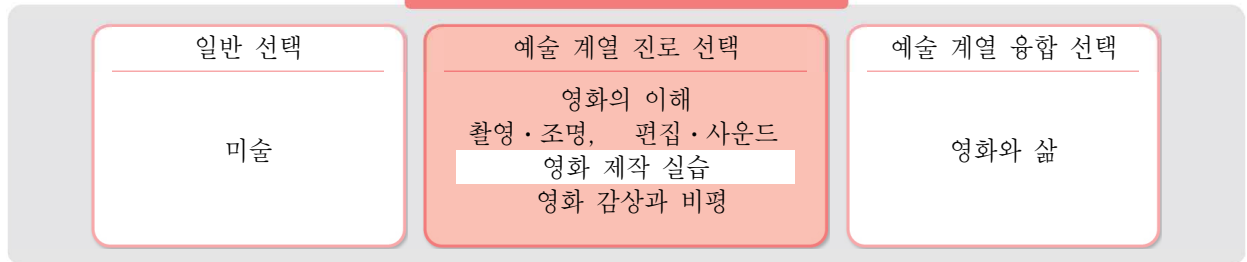 일반 선택
미술
예술 계열 진로 선택
영화의 이해
촬영·조명, 편집·사운드
영화 제작 실습
영화 감상과 비평
예술 계열 융합 선택
영화와 삶